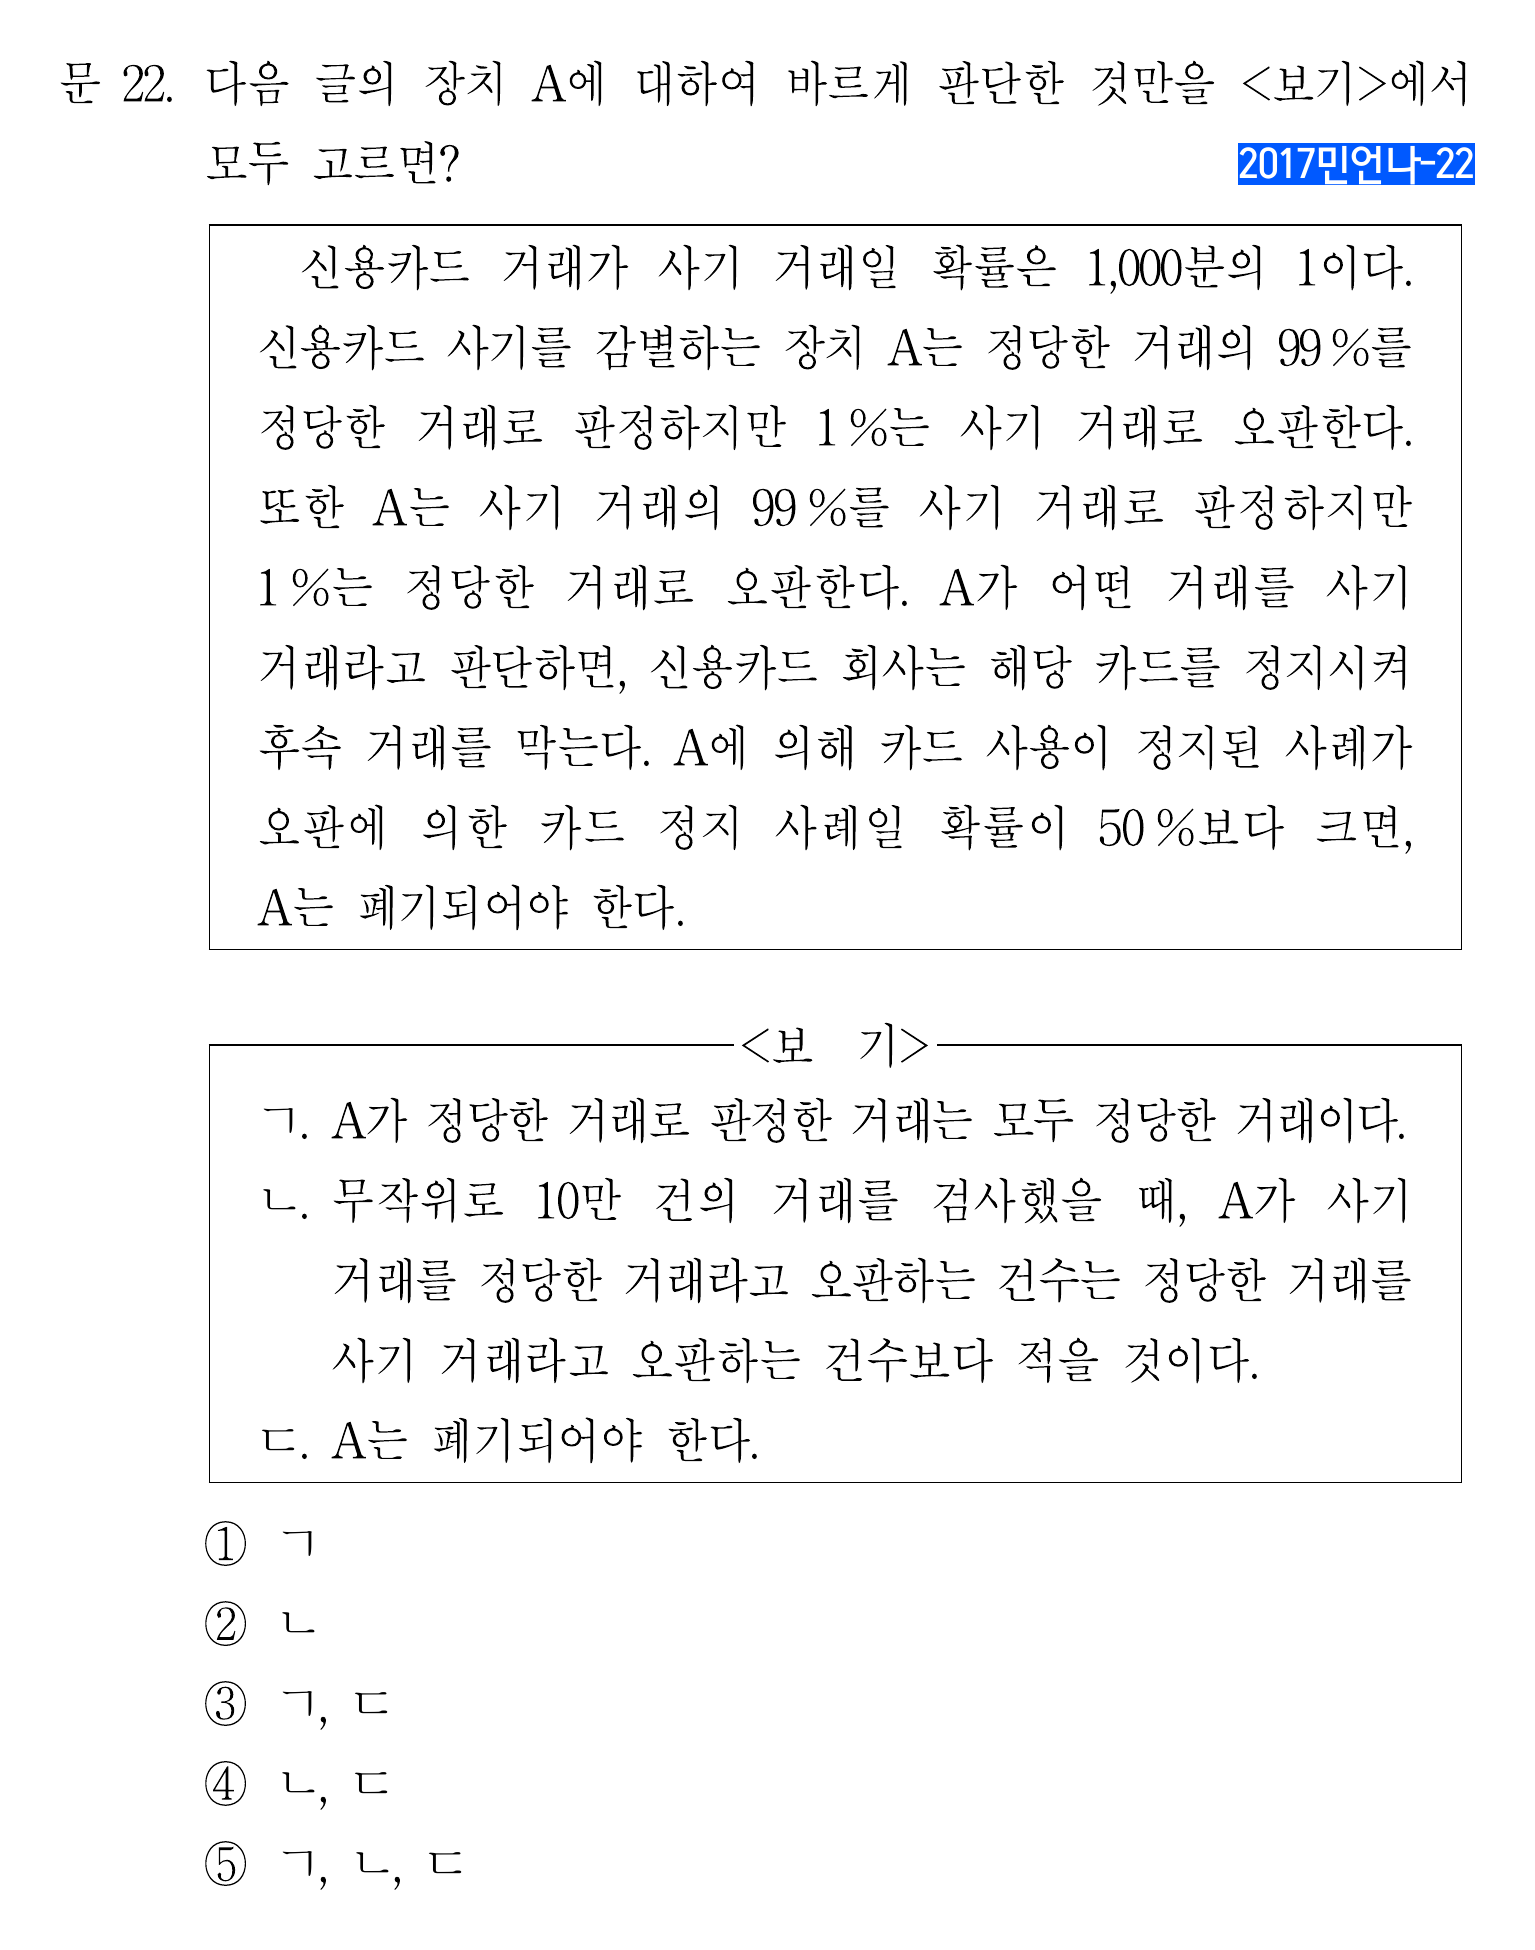 문 22. 다음 글의 장치 A에 대하여 바르게 판단한 것만을 <보기>에서
모두 고르면?
2017민언나-22
신용카드 거래가 사기 거래일 확률은 1,000분의 1이다.
신용카드 사기를 감별하는 장치 A는 정당한 거래의 99 %를
정당한 거래로 판정하지만 1 %는 사기 거래로 오판한다.
또한 A는 사기 거래의 99 %를 사기 거래로 판정하지만
1 %는 정당한 거래로 오판한다. A가 어떤 거래를 사기
거래라고 판단하면, 신용카드 회사는 해당 카드를 정지시켜
후속 거래를 막는다. A에 의해 카드 사용이 정지된 사례가
오판에 의한 카드 정지 사례일 확률이 50 %보다 크면,
A는 폐기되어야 한다.
<보 기>
ㄱ. A가 정당한 거래로 판정한 거래는 모두 정당한 거래이다.
ㄴ. 무작위로 10만 건의 거래를 검사했을 때, A가 사기
거래를 정당한 거래라고 오판하는 건수는 정당한 거래를
사기 거래라고 오판하는 건수보다 적을 것이다.
ㄷ. A는 폐기되어야 한다.
① ㄱ
② ㄴ
③ ㄱ, ㄷ
④ ㄴ, ㄷ
⑤ ㄱ, ㄴ, ㄷ